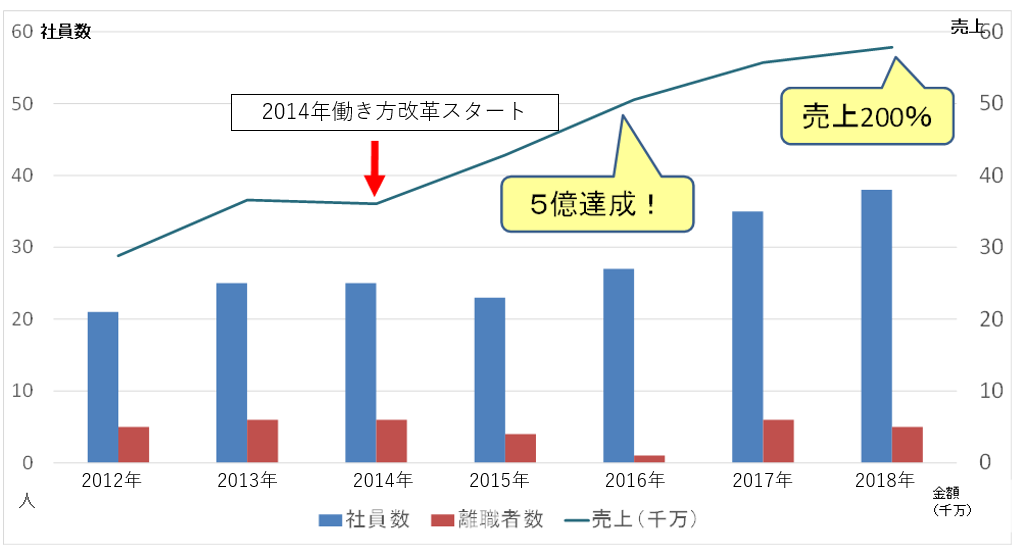 社員数
売上
60
50
40
30
20
10
0
人
60
50
40
30
20
10
0
金額
(千万)
2014年働き方改革スタート
5億達成！
売上200%
2012年 2013年 2014年 2015年 2016年 2017年 2018年
社員数 離職者数 売上(千万)